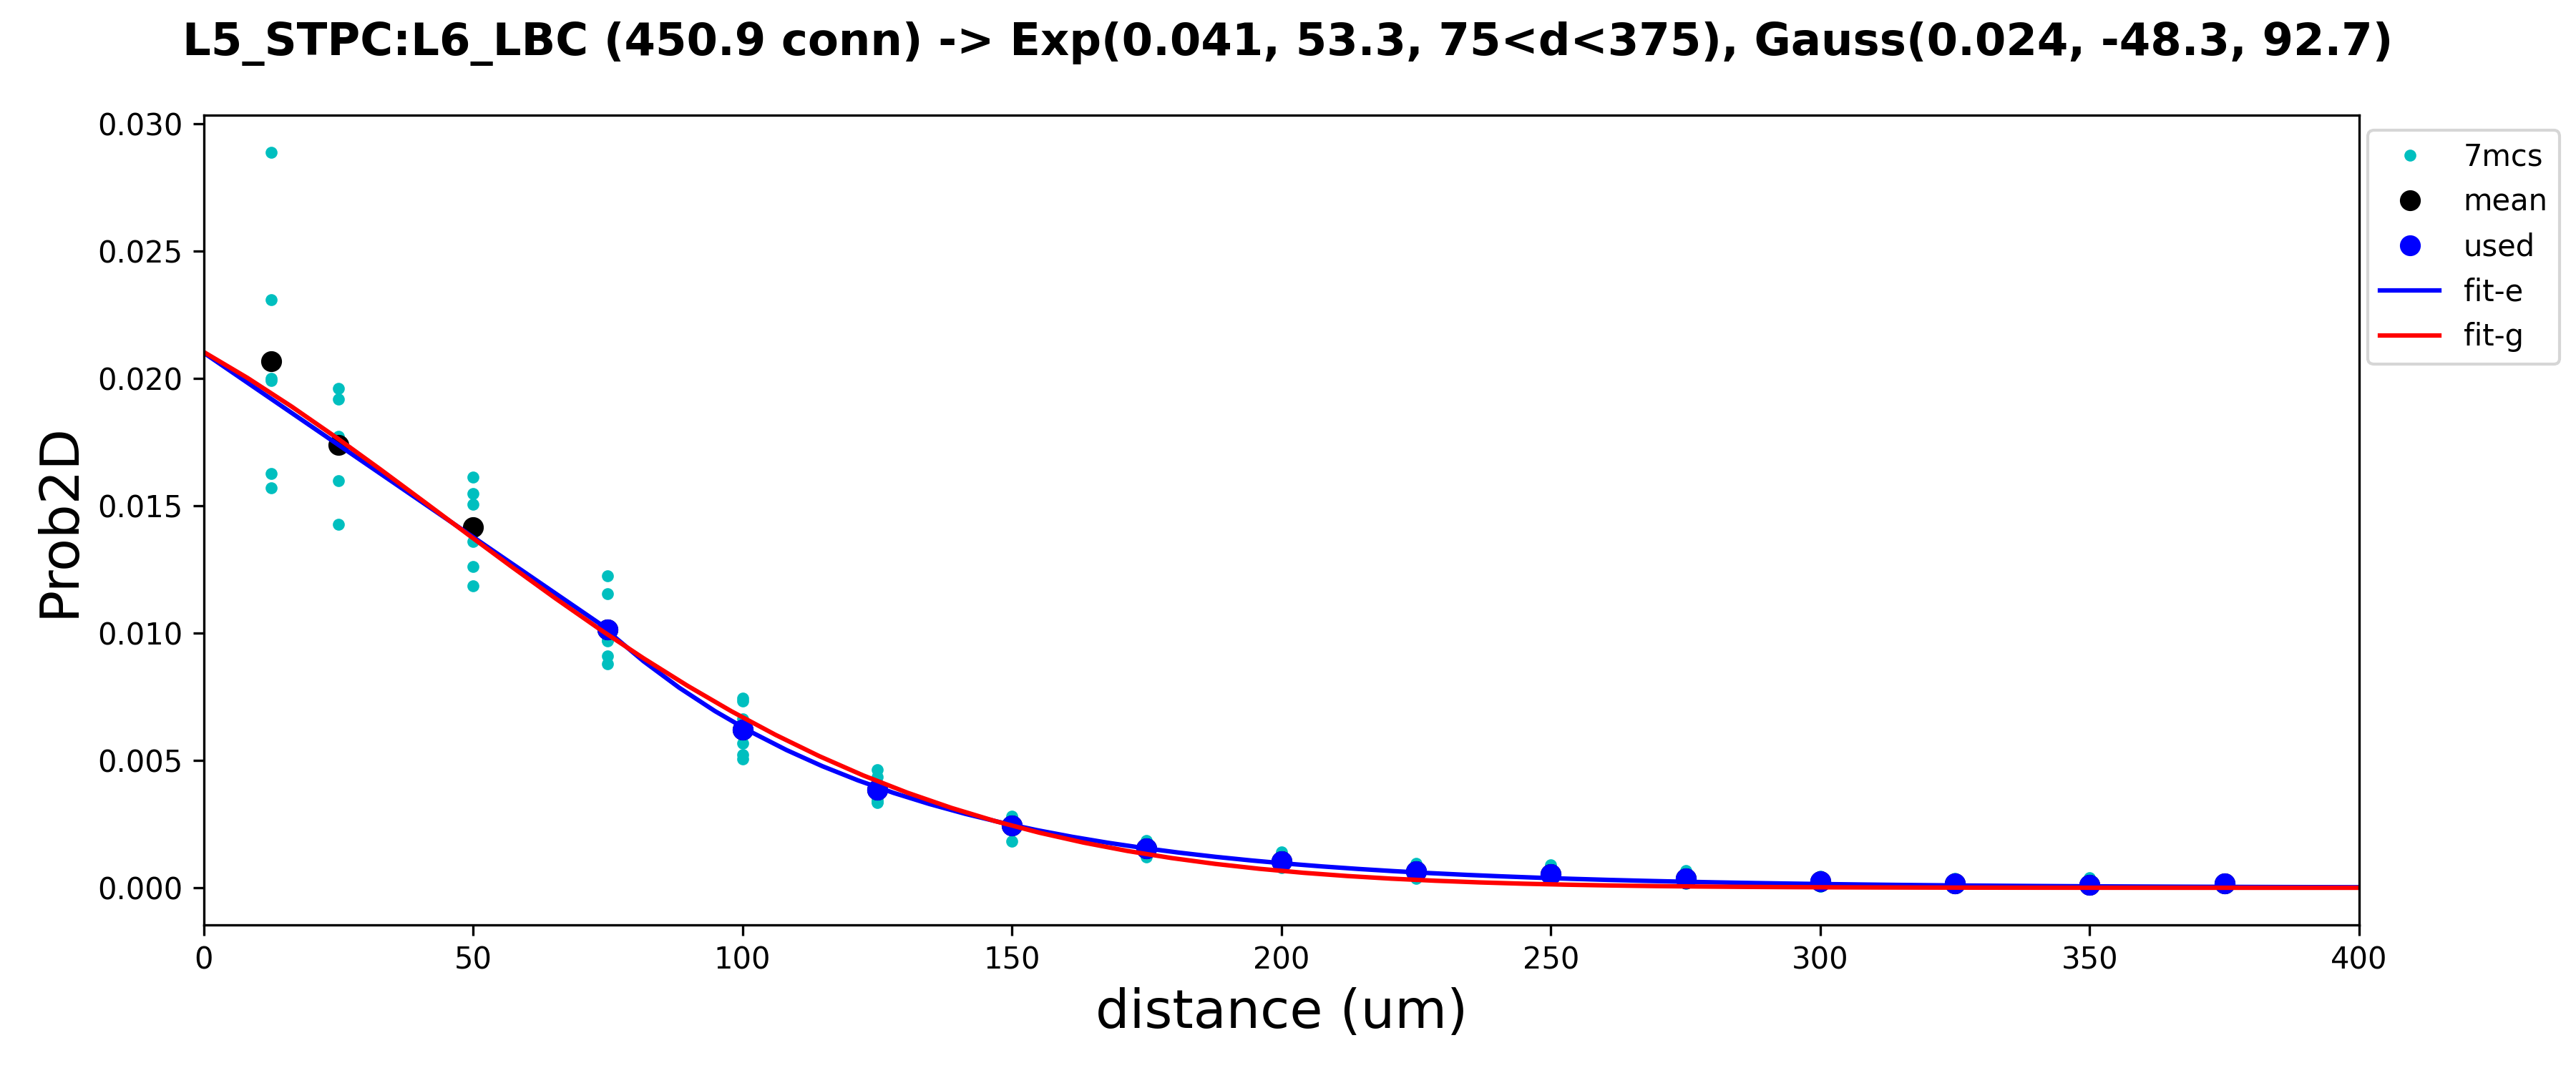 L5_STPC:L6_LBC (450.9 conn) -> Exp(0.041, 53.3, 75<d<375), Gauss(0.024, -48.3, 92.7)
0.030
0.025
0.020
0.015
0.010
0.005
0.000
Prob2D
0 50 100 150 200 250 300 350 400
distance (um)
7mcs
mean
used
fit-e
fit-g